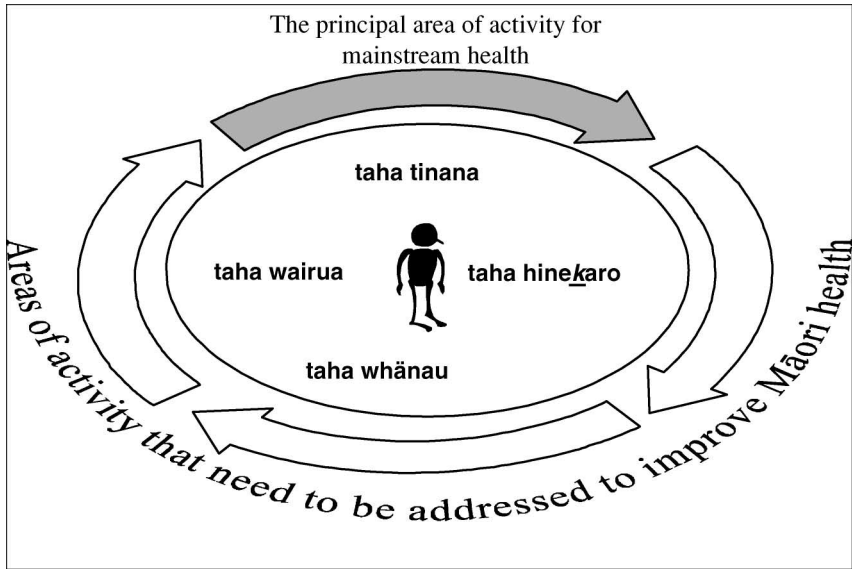 The principal area of activity for
mainstream health
taha tinana
taha wairua
taha hinekaro
taha whänau
Areas of activity that need to be addressed to improve Māori health